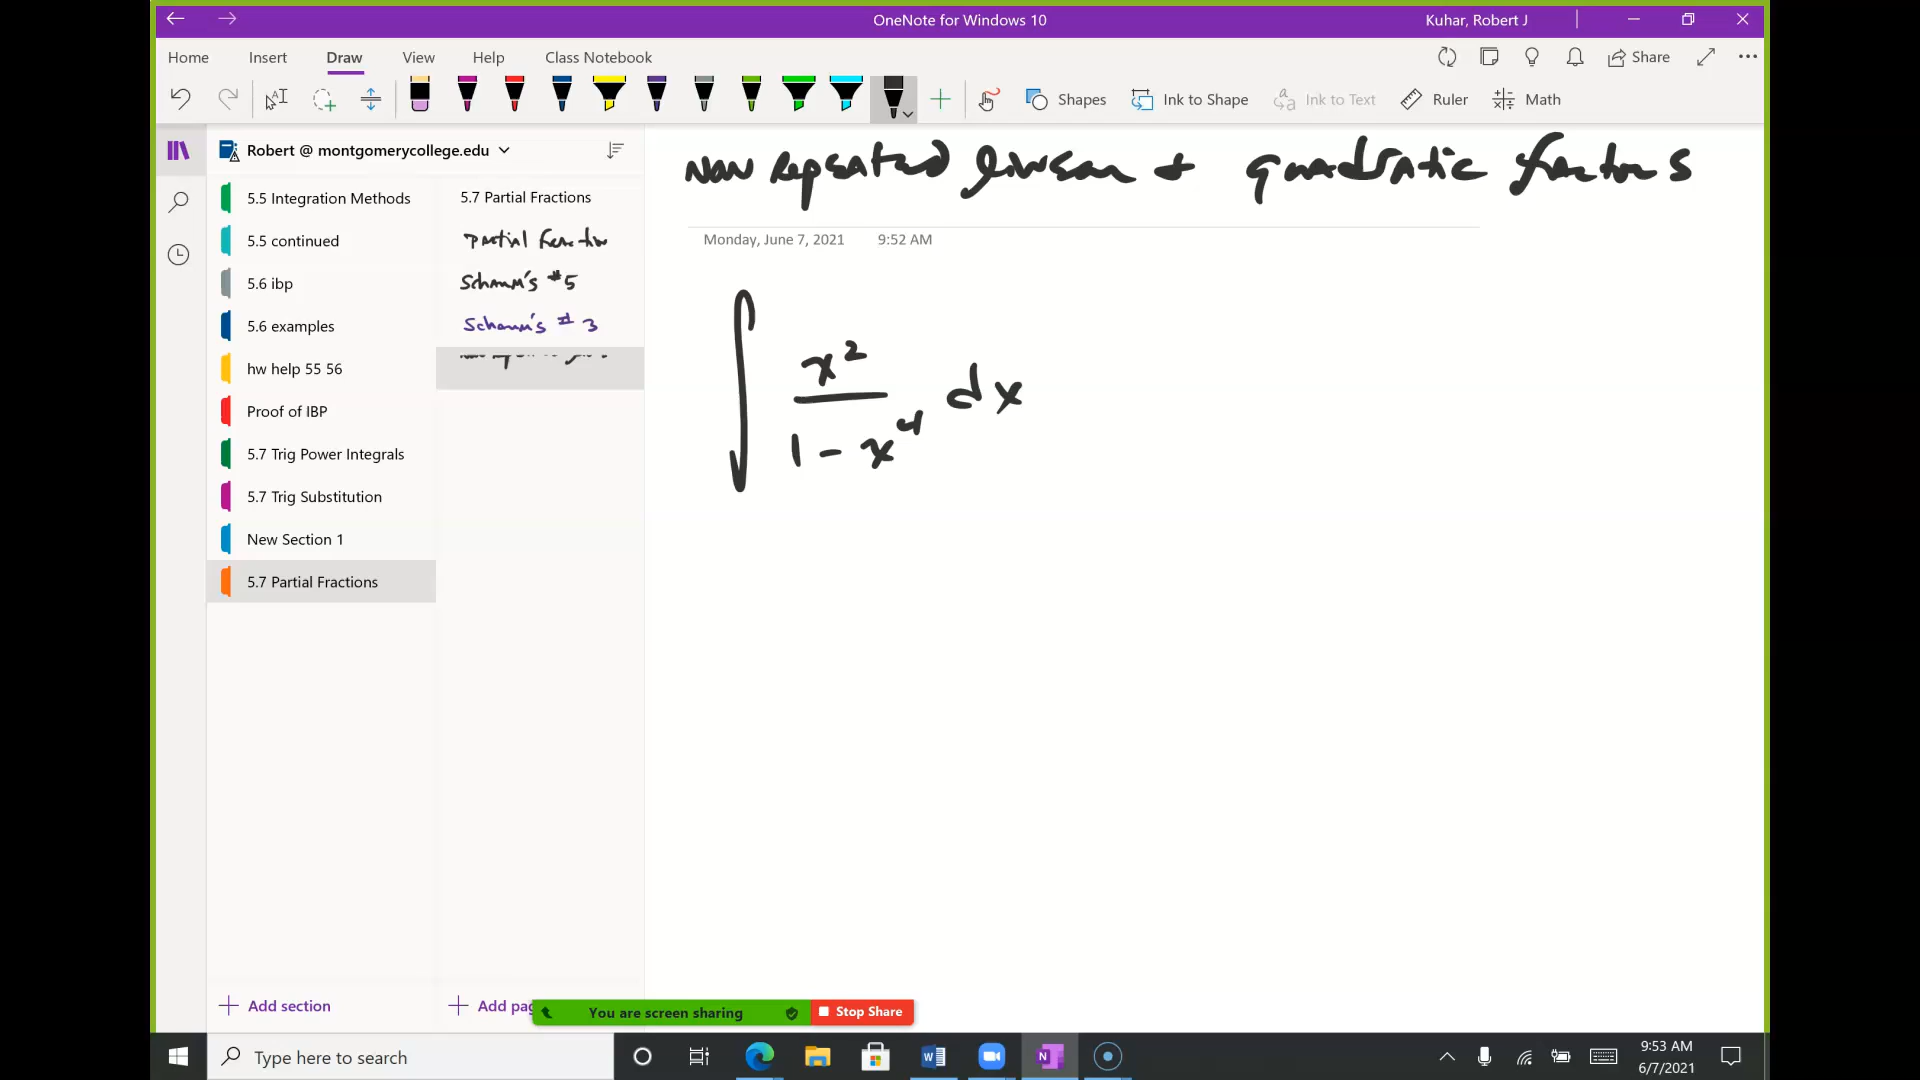 OneNote for Windows 10
Kuhar, Robert J
Home Insert Draw View Help Class Notebook
Share
Shapes Ink to Shape Ink to Text Ruler Math
Robert @ montgomerycollege.edu
5.5 Integration Methods
5.5 continued
5.6 ibp
5.6 examples
hw help 55 56
Proof of IBP
5.7 Trig Power Integrals
5.7 Trig Substitution
New Section 1
5.7 Partial Fractions
Add section
5.7 Partial Fractions
Partial Fraction
Schaum's #5
Schaum's # 3
Add pag
Non repeated linear + quadratic factors
Monday, June 7, 2021 9:52 AM
∫ x² / (1 - x⁴) dx
You are screen sharing Stop Share
Type here to search
9:53 AM
6/7/2021